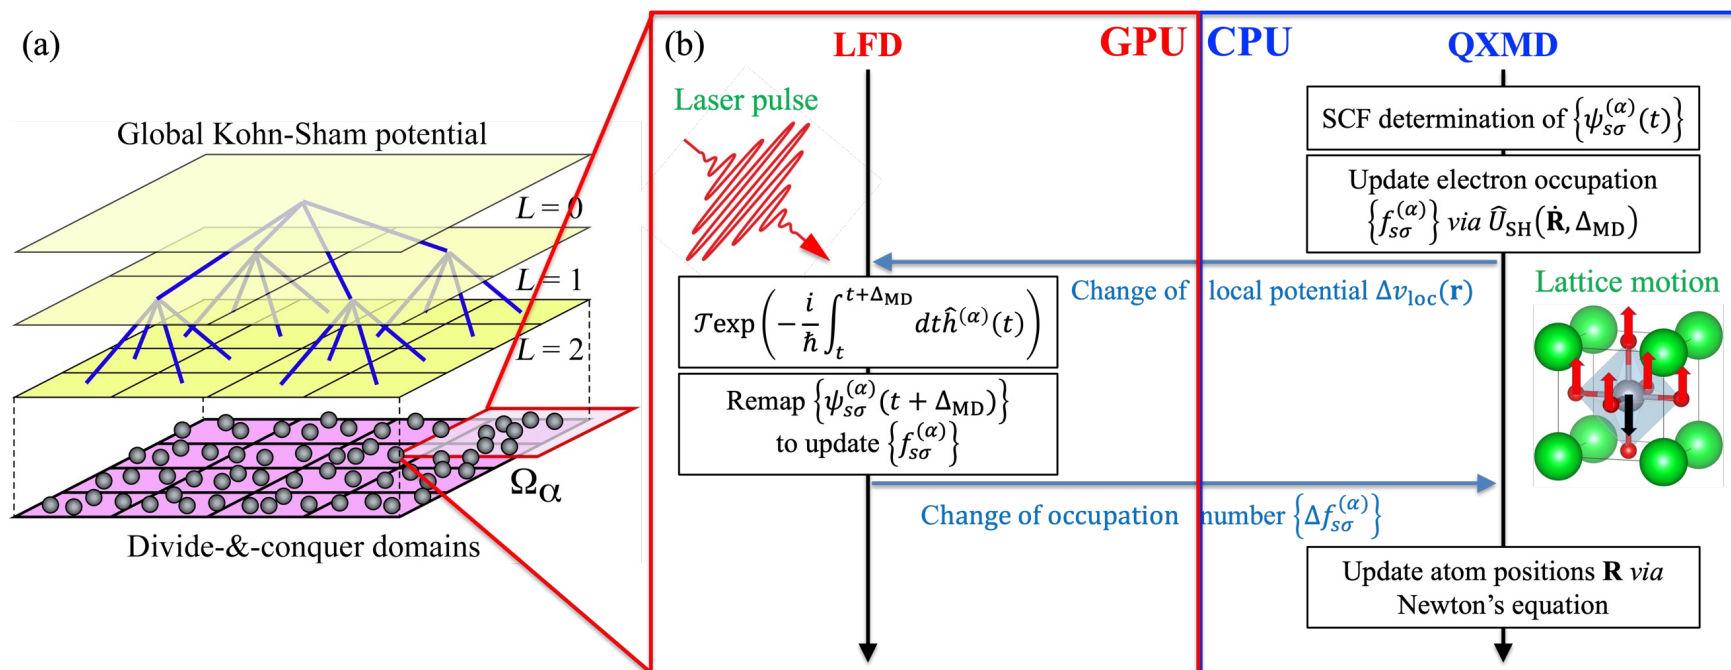 (a)
Global Kohn-Sham potential
L = 0
L = 1
L = 2
Ωα
Divide-&-conquer domains
(b)
LFD
GPU
CPU
QXMD
Laser pulse
SCF determination of {ψ_{sσ}^{(α)}(t)}
Update electron occupation
{f_{sσ}^{(α)}} via Û_{SH}(Ṙ, Δ_{MD})
Change of local potential Δv_{loc}(r)
Lattice motion
𝒯exp(−i/ħ ∫_t^{t+Δ_{MD}} dtĥ^{(α)}(t))
Remap {ψ_{sσ}^{(α)}(t + Δ_{MD})}
to update {f_{sσ}^{(α)}}
Change of occupation number {Δf_{sσ}^{(α)}}
Update atom positions R via
Newton's equation